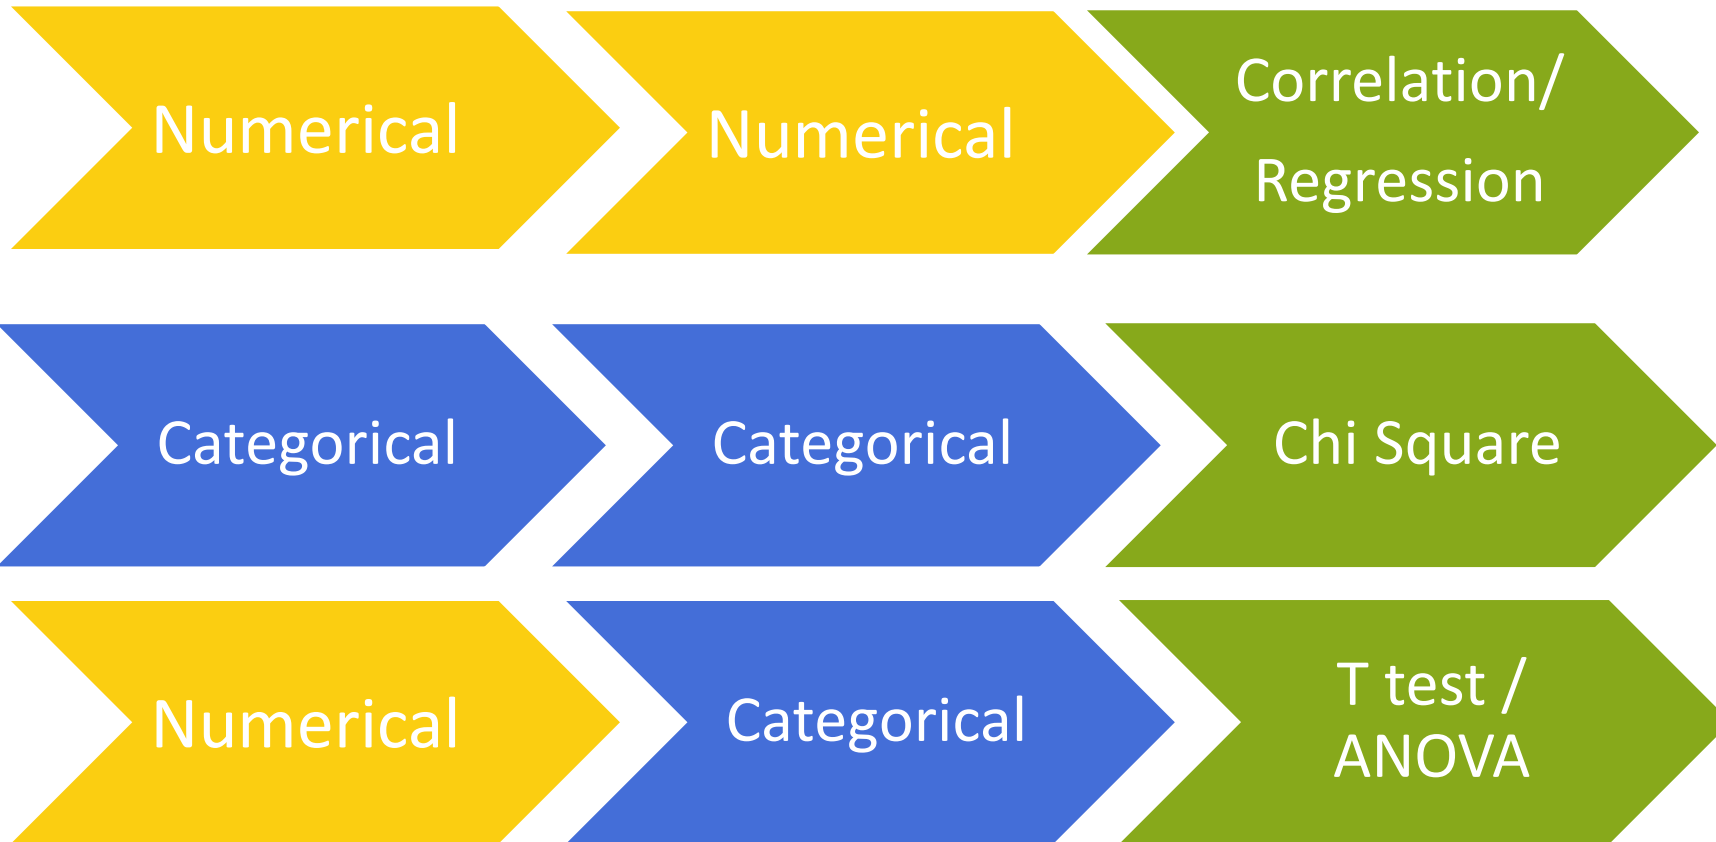 Numerical
Numerical
Correlation/
Regression
Categorical
Categorical
Chi Square
Numerical
Categorical
T test /
ANOVA